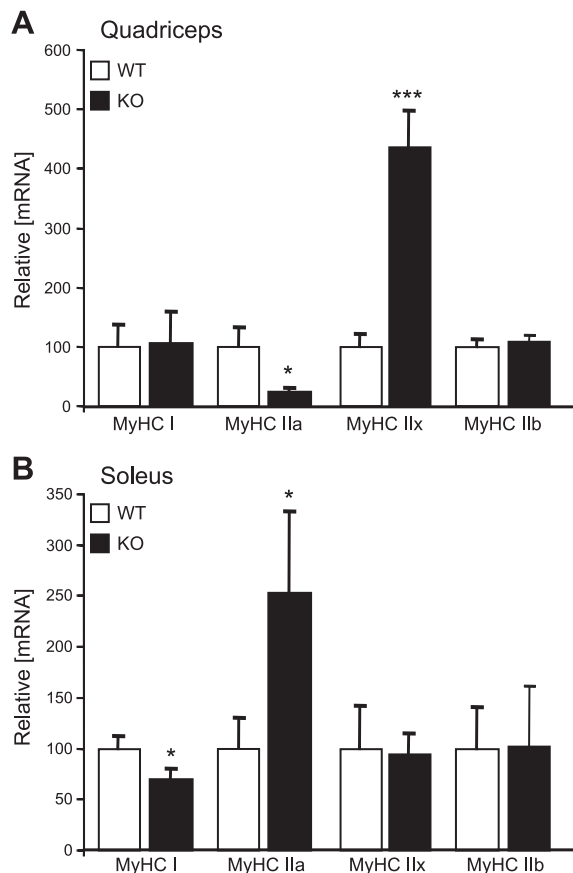 A Quadriceps
600
500
400
300
200
100
0
Relative [mRNA]
WT
KO
***
*
MyHC I MyHC IIa MyHC IIx MyHC IIb
B Soleus
350
300
250
200
150
100
50
0
Relative [mRNA]
WT
KO
*
*
MyHC I MyHC IIa MyHC IIx MyHC IIb